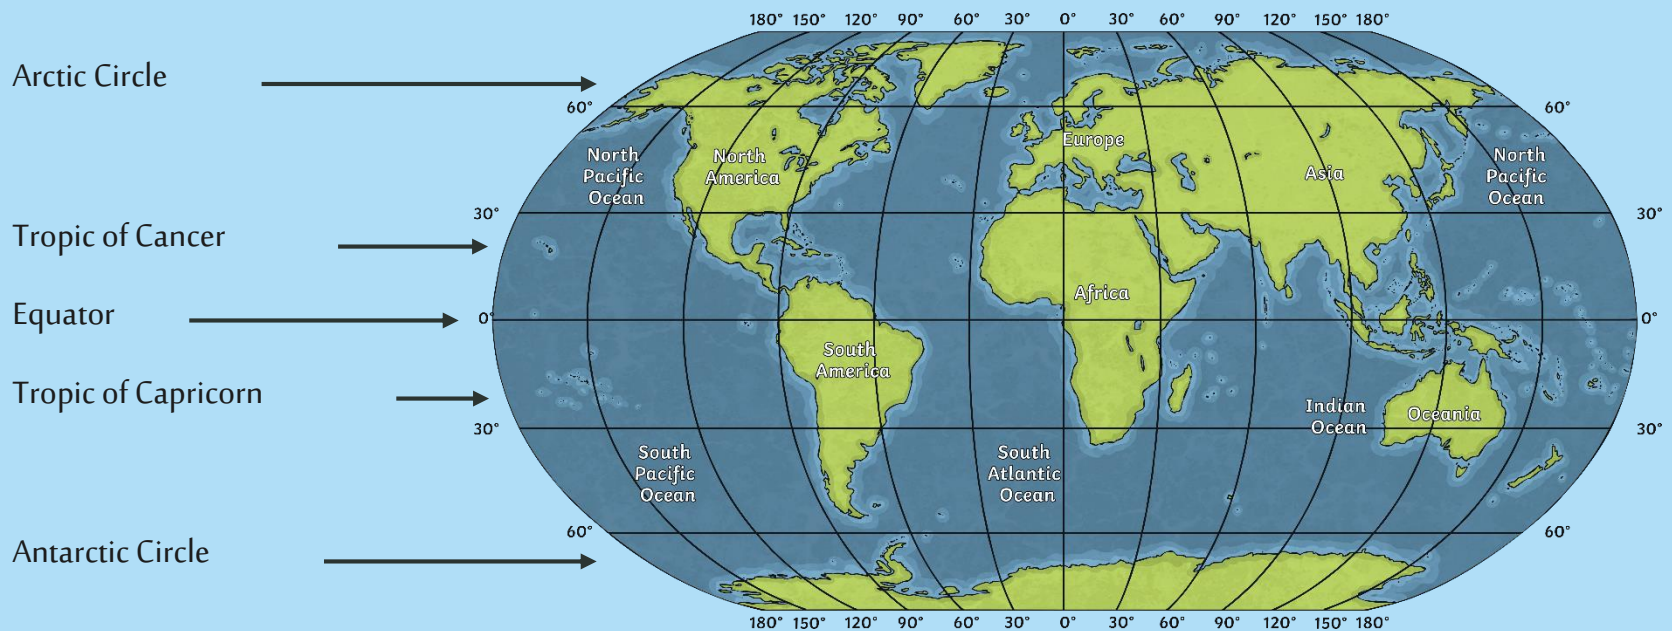 180° 150° 120° 90° 60° 30° 0° 30° 60° 90° 120° 150° 180°
Arctic Circle
60° 60°
Europe
North
Pacific
Ocean
North
America
Asia
North
Pacific
Ocean
30° 30°
Tropic of Cancer
Africa
Equator
0° 0°
South
America
Tropic of Capricorn
Indian
Ocean
Oceania
30° 30°
South
Pacific
Ocean
South
Atlantic
Ocean
60° 60°
Antarctic Circle
180° 150° 120° 90° 60° 30° 0° 30° 60° 90° 120° 150° 180°